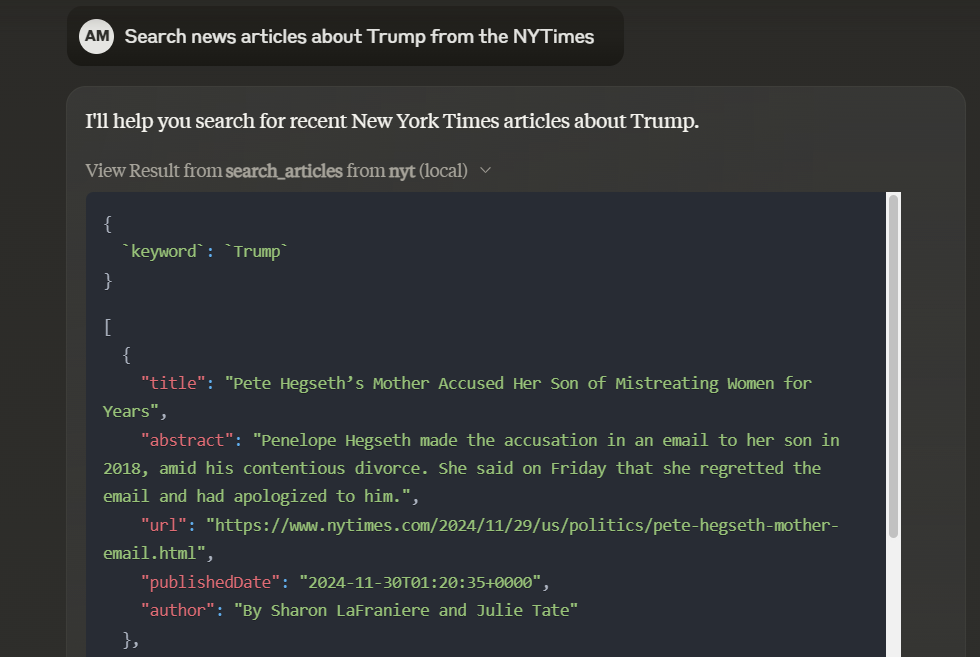 AM Search news articles about Trump from the NYTimes
I'll help you search for recent New York Times articles about Trump.
View Result from search_articles from nyt (local)
{
`keyword`: `Trump`
}
[
{
"title": "Pete Hegseth’s Mother Accused Her Son of Mistreating Women for
Years",
"abstract": "Penelope Hegseth made the accusation in an email to her son in
2018, amid his contentious divorce. She said on Friday that she regretted the
email and had apologized to him.",
"url": "https://www.nytimes.com/2024/11/29/us/politics/pete-hegseth-mother-
email.html",
"publishedDate": "2024-11-30T01:20:35+0000",
"author": "By Sharon LaFraniere and Julie Tate"
},